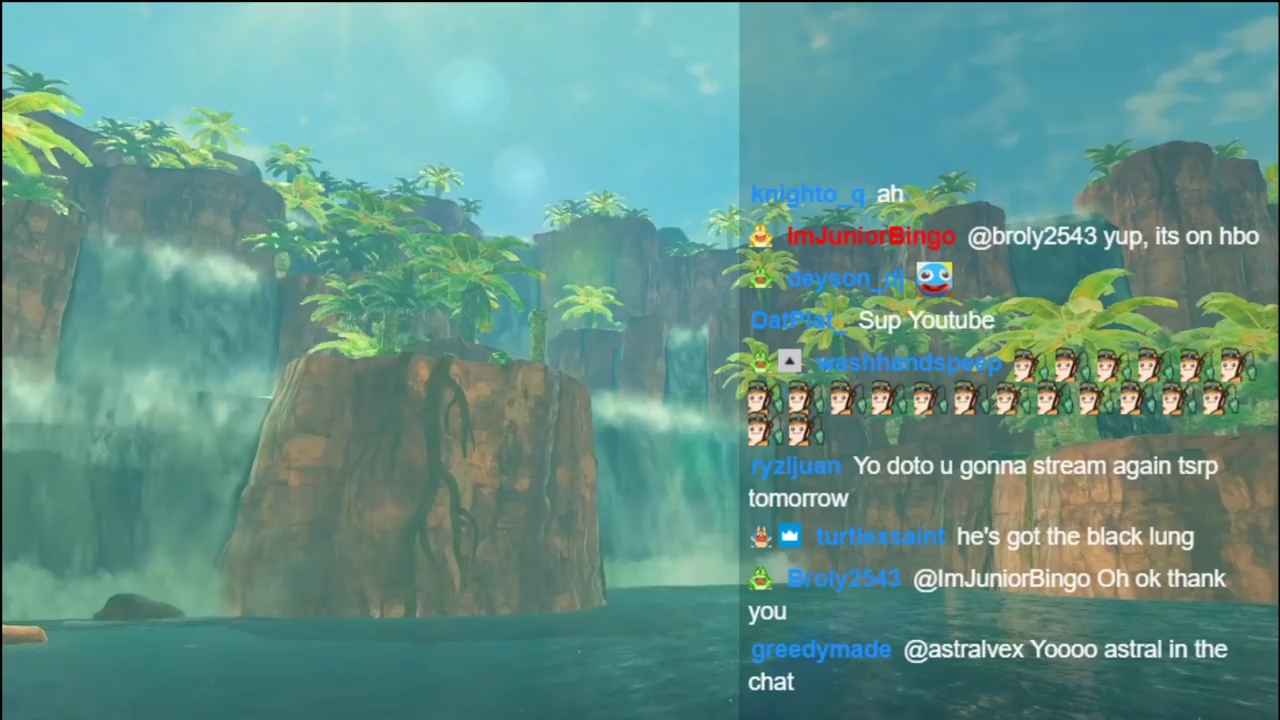 knighto_q ah
ImJuniorBingo @broly2543 yup, its on hbo
deyson_dj
DatPlat_ Sup Youtube
washhandspeep
ryzljuan Yo doto u gonna stream again tsrp
tomorrow
turtlexsaint he's got the black lung
Broly2543 @ImJuniorBingo Oh ok thank
you
greedymade @astralvex Yoooo astral in the
chat